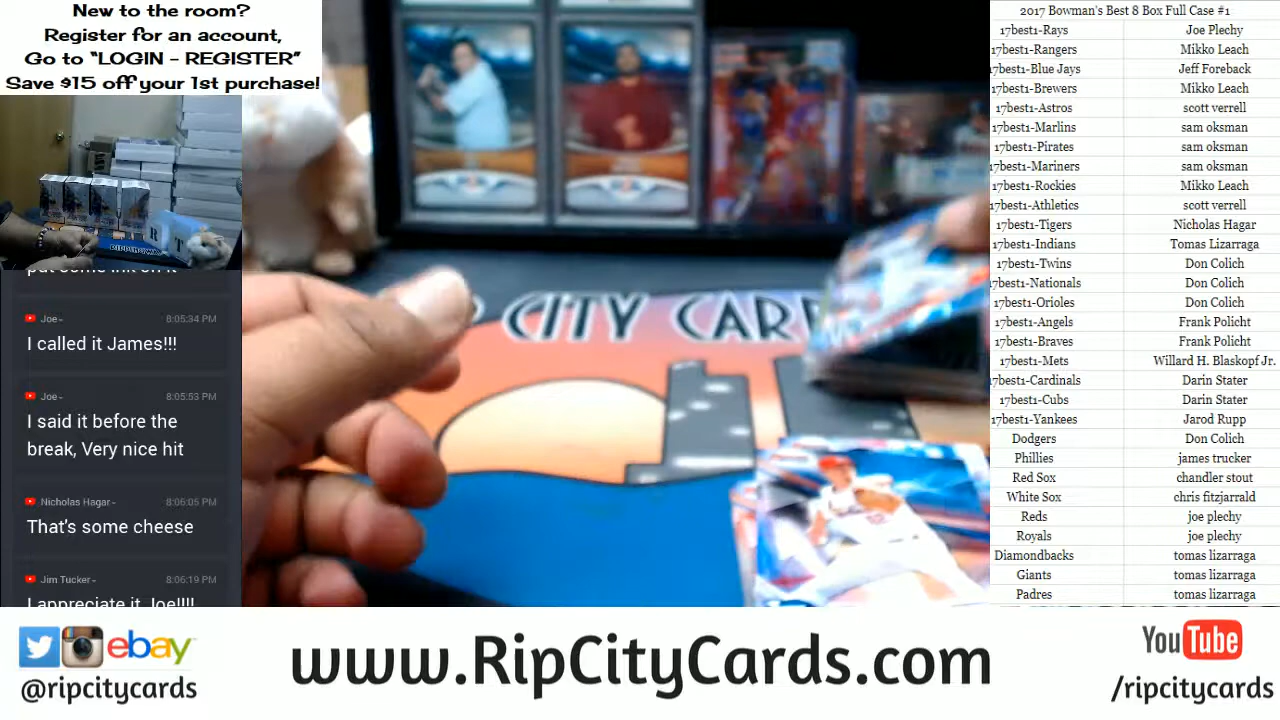 New to the room?
Register for an account,
Go to “LOGIN - REGISTER”
Save $15 off your 1st purchase!
put some ink on it
Joe- 8:05:34 PM
I called it James!!!
Joe- 8:05:53 PM
I said it before the
break, Very nice hit
Nicholas Hagar- 8:06:05 PM
That's some cheese
Jim Tucker- 8:06:19 PM
I appreciate it Joe!!!!
P CITY CAR
2017 Bowman's Best 8 Box Full Case #1
17best1-Rays Joe Plechy
17best1-Rangers Mikko Leach
17best1-Blue Jays Jeff Foreback
17best1-Brewers Mikko Leach
17best1-Astros scott verrell
17best1-Marlins sam oksman
17best1-Pirates sam oksman
17best1-Mariners sam oksman
17best1-Rockies Mikko Leach
17best1-Athletics scott verrell
17best1-Tigers Nicholas Hagar
17best1-Indians Tomas Lizarraga
17best1-Twins Don Colich
17best1-Nationals Don Colich
17best1-Orioles Don Colich
17best1-Angels Frank Policht
17best1-Braves Frank Policht
17best1-Mets Willard H. Blaskopf Jr.
17best1-Cardinals Darin Stater
17best1-Cubs Darin Stater
17best1-Yankees Jarod Rupp
Dodgers Don Colich
Phillies james trucker
Red Sox chandler stout
White Sox chris fitzjarrald
Reds joe plechy
Royals joe plechy
Diamondbacks tomas lizarraga
Giants tomas lizarraga
Padres tomas lizarraga
ebay
@ripcitycards
www.RipCityCards.com
YouTube
/ripcitycards